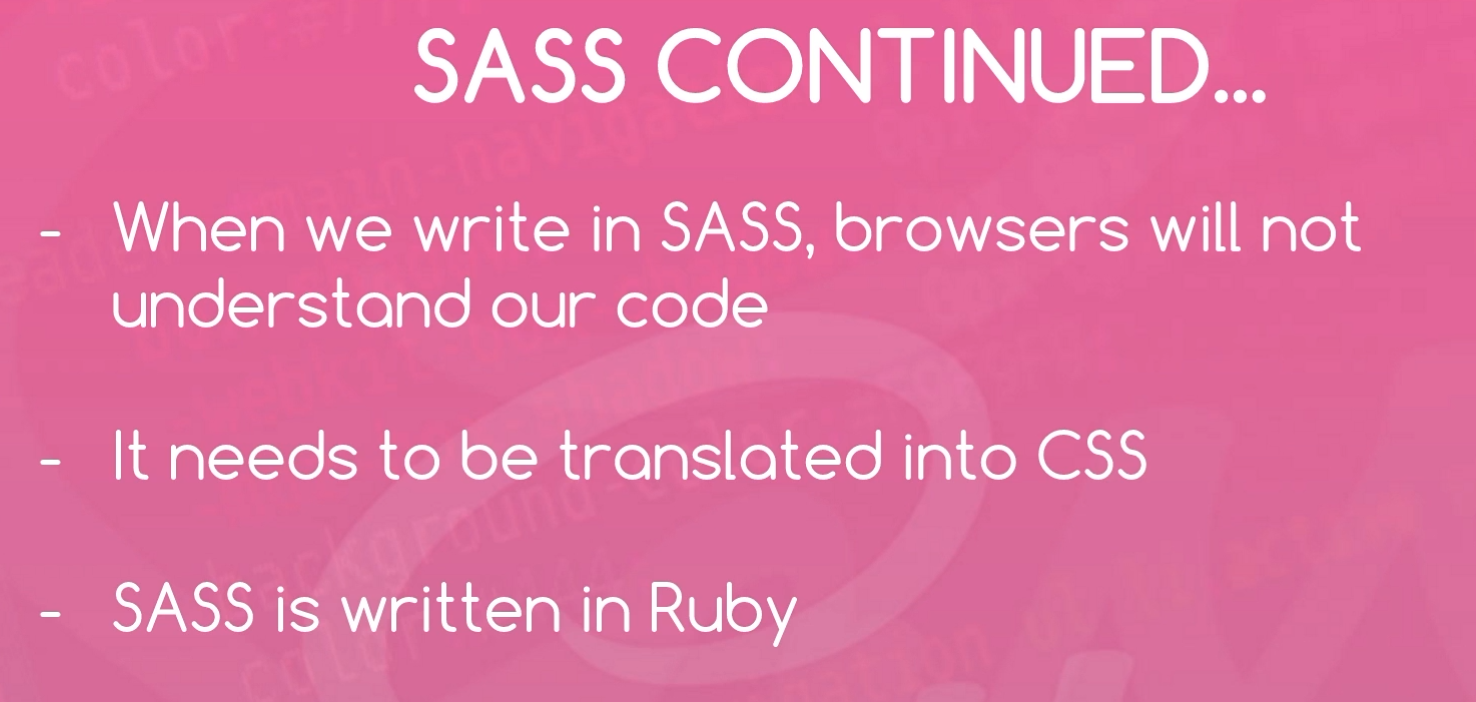 SASS CONTINUED...
- When we write in SASS, browsers will not
understand our code
- It needs to be translated into CSS
- SASS is written in Ruby